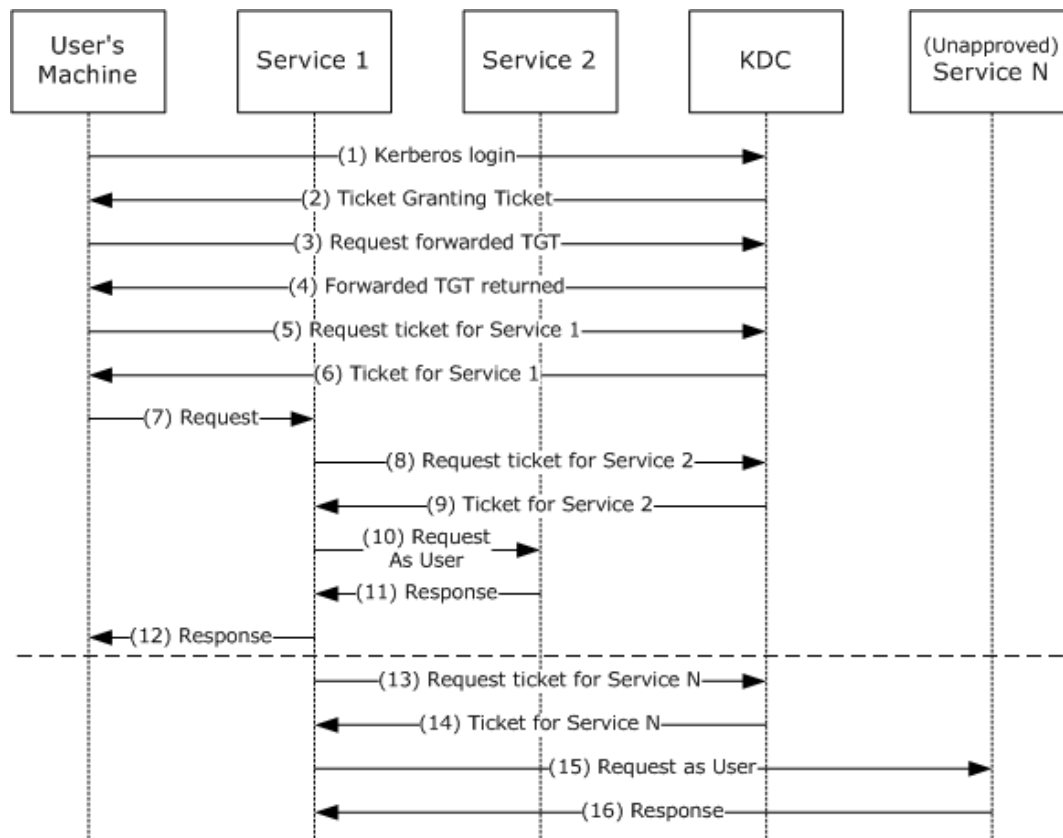 User's
Machine
Service 1
Service 2
KDC
(Unapproved)
Service N
(1) Kerberos login
(2) Ticket Granting Ticket
(3) Request forwarded TGT
(4) Forwarded TGT returned
(5) Request ticket for Service 1
(6) Ticket for Service 1
(7) Request
(8) Request ticket for Service 2
(9) Ticket for Service 2
(10) Request
As User
(11) Response
(12) Response
(13) Request ticket for Service N
(14) Ticket for Service N
(15) Request as User
(16) Response